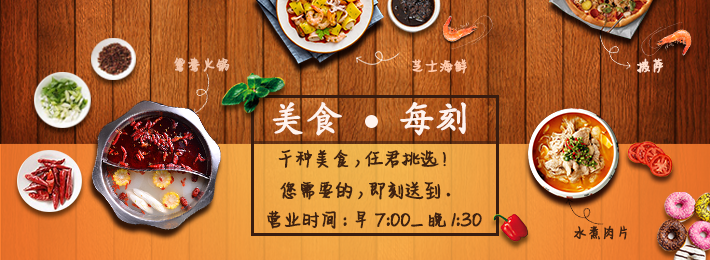 鸳鸯火锅
芝士海鲜
披萨
美食·每刻
千种美食,任君挑选!
您需要的,即刻送到.
营业时间:早7:00_晚1:30
水煮肉片